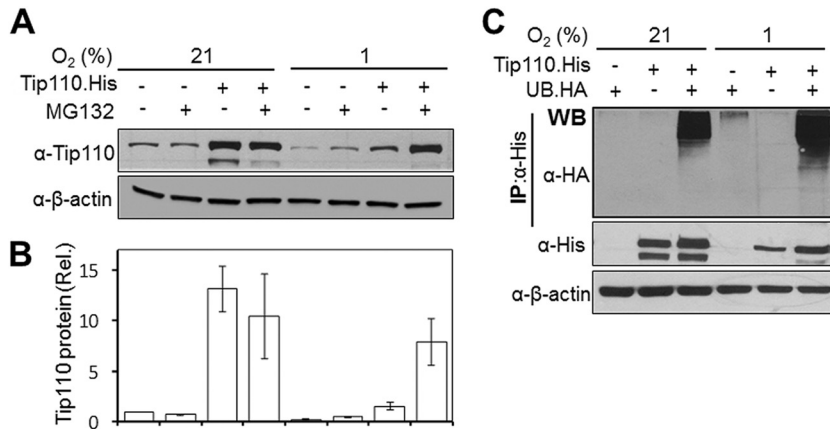 A
O₂ (%) 21 1
Tip110.His - - + + - - + +
MG132 - + - + - + - +
α-Tip110
α-β-actin
B
Tip110 protein (Rel.)
15
10
5
0
C
O₂ (%) 21 1
Tip110.His - + + - + +
UB.HA + - + + - +
WB
IP:α-His
α-HA
α-His
α-β-actin